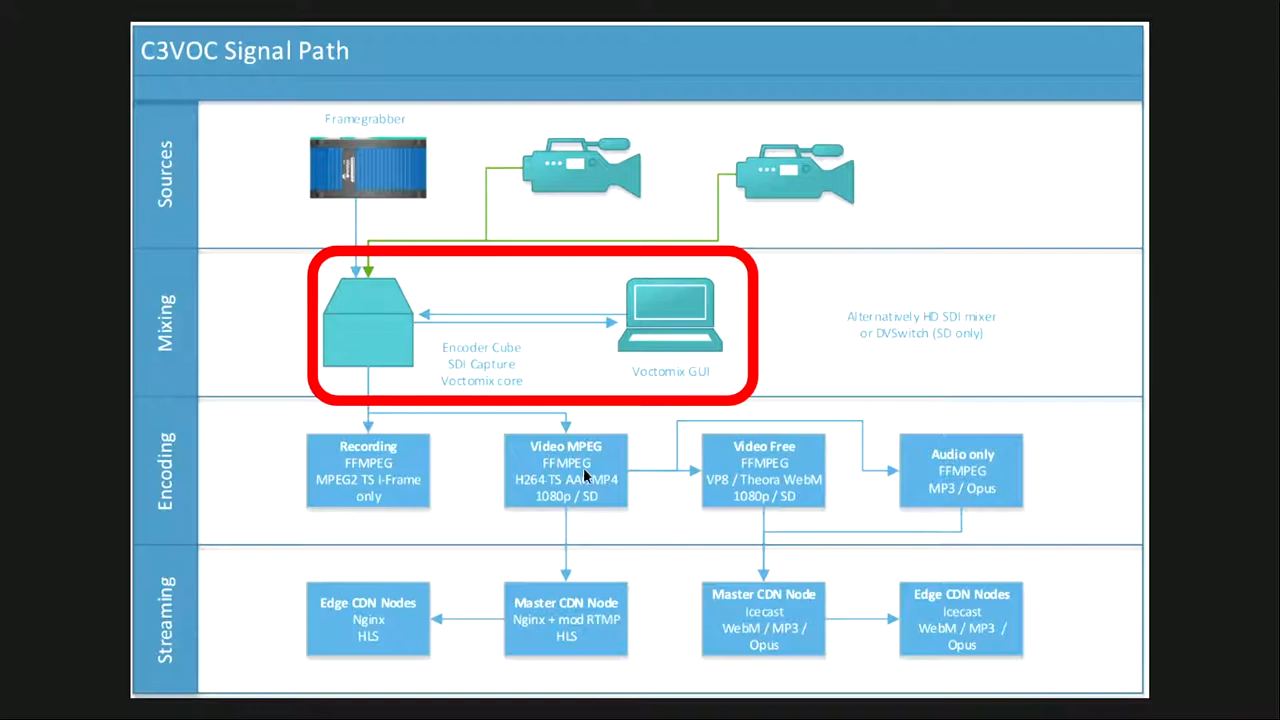 C3VOC Signal Path
Sources
Framegrabber
Mixing
Encoder Cube
SDI Capture
Voctomix core
Voctomix GUI
Alternatively HD SDI mixer
or DVSwitch (SD only)
Encoding
Recording
FFMPEG
MPEG2 TS I-Frame
only
Video MPEG
FFMPEG
H264 TS AAC MP4
1080p / SD
Video Free
FFMPEG
VP8 / Theora WebM
1080p / SD
Audio only
FFMPEG
MP3 / Opus
Streaming
Edge CDN Nodes
Nginx
HLS
Master CDN Node
Nginx + mod RTMP
HLS
Master CDN Node
Icecast
WebM / MP3 /
Opus
Edge CDN Nodes
Icecast
WebM / MP3 /
Opus